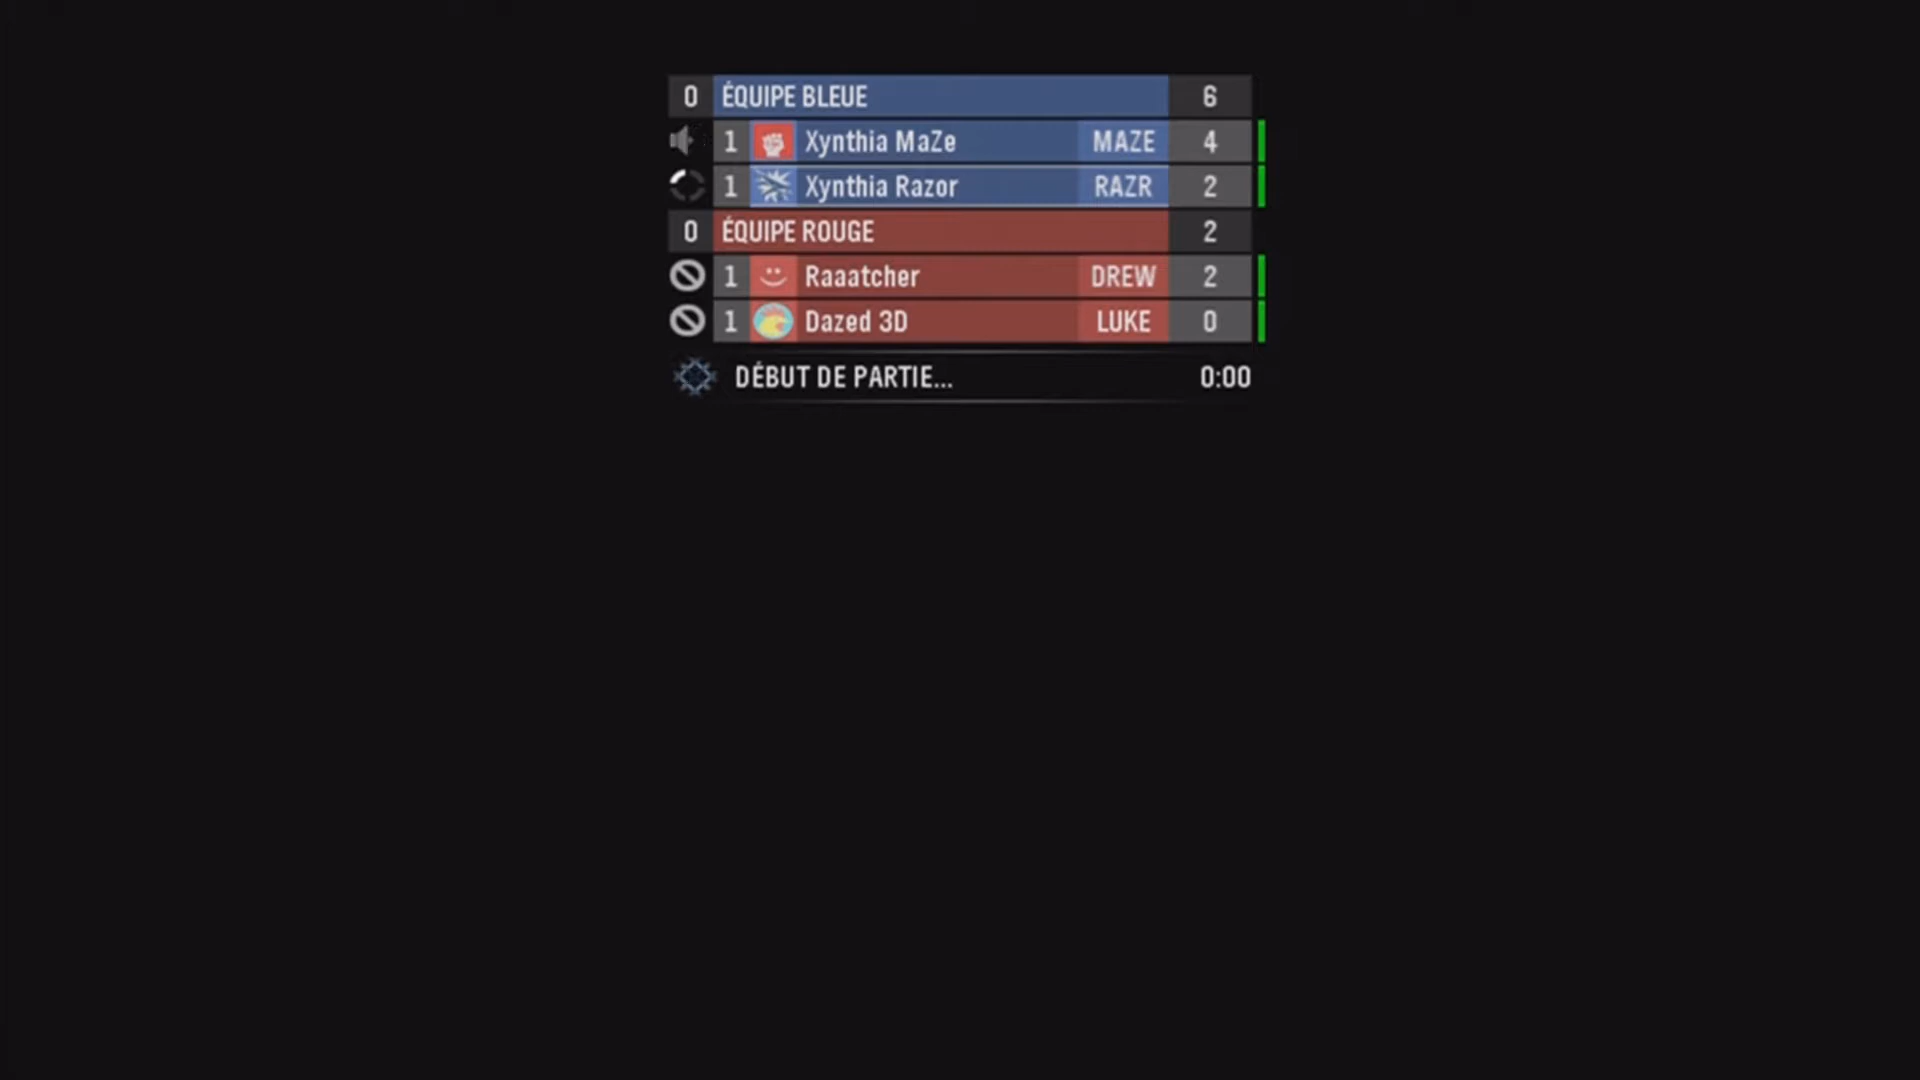 0 ÉQUIPE BLEUE 6
1 Xynthia MaZe MAZE 4
1 Xynthia Razor RAZR 2
0 ÉQUIPE ROUGE 2
1 Raaatcher DREW 2
1 Dazed 3D LUKE 0
DÉBUT DE PARTIE... 0:00